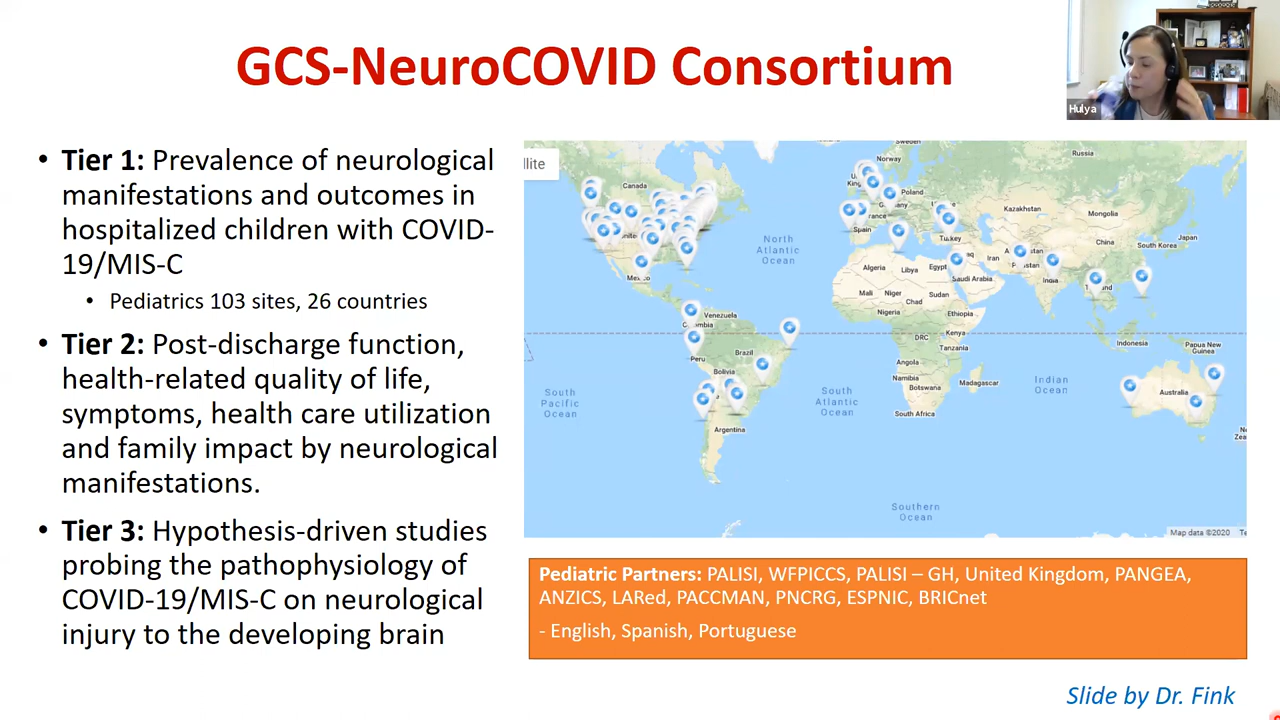 GCS-NeuroCOVID Consortium
Hulya
• Tier 1: Prevalence of neurological
manifestations and outcomes in
hospitalized children with COVID-
19/MIS-C
• Pediatrics 103 sites, 26 countries
• Tier 2: Post-discharge function,
health-related quality of life,
symptoms, health care utilization
and family impact by neurological
manifestations.
• Tier 3: Hypothesis-driven studies
probing the pathophysiology of
COVID-19/MIS-C on neurological
injury to the developing brain
llite
Norway
Russia
Canada
Poland
Kazakhstan
Mongolia
Spain
Turkey
China
Japan
South Korea
North
Atlantic
Ocean
Iran
Algeria
Libya
Egypt
Saudi Arabia
India
Mali
Niger
Chad
Sudan
Nigeria
Ethiopia
Venezuela
DRC
Kenya
Tanzania
Indonesia
Papua New
Guinea
Peru
Brazil
Bolivia
Angola
Namibia
Botswana
Madagascar
South Africa
Indian
Ocean
Australia
South
Pacific
Ocean
South
Atlantic
Ocean
Argentina
Southern
Ocean
Map data ©2020
Pediatric Partners: PALISI, WFPICCS, PALISI – GH, United Kingdom, PANGEA,
ANZICS, LARed, PACCMAN, PNCRG, ESPNIC, BRICnet
- English, Spanish, Portuguese
Slide by Dr. Fink